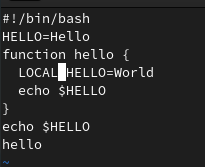 #!/bin/bash
HELLO=Hello
function hello {
  LOCAL HELLO=World
  echo $HELLO
}
echo $HELLO
hello
~